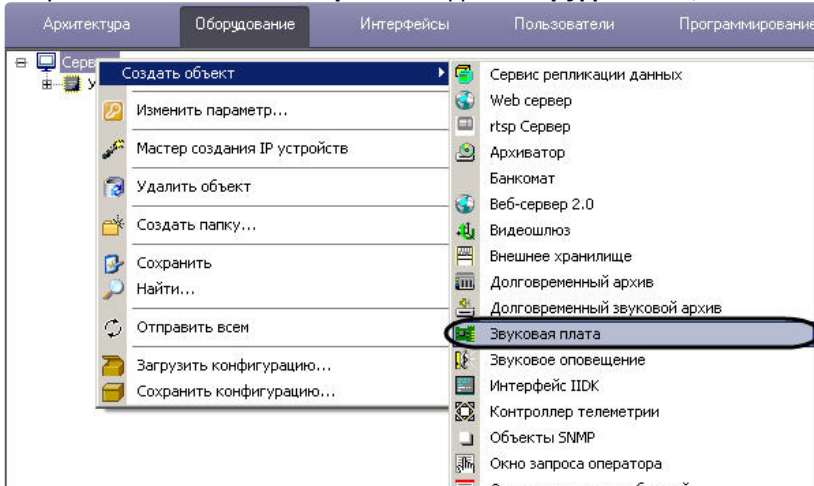 Архитектура Оборудование Интерфейсы Пользователи Программирование
Создать объект
Изменить параметр...
Мастер создания IP устройств
Удалить объект
Создать папку...
Сохранить
Найти...
Отправить всем
Загрузить конфигурацию...
Сохранить конфигурацию...
Сервис репликации данных
Web сервер
rtsp Сервер
Архиватор
Банкомат
Веб-сервер 2.0
Видеошлюз
Внешнее хранилище
Долговременный архив
Долговременный звуковой архив
Звуковая плата
Звуковое оповещение
Интерфейс IIDK
Контроллер телеметрии
Объекты SNMP
Окно запроса оператора